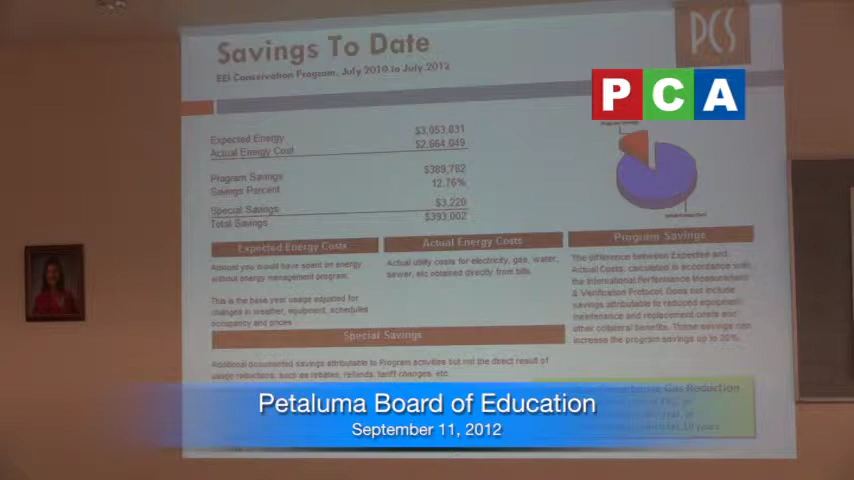 Savings To Date
EEI Conservation Program, July 2010 to July 2012
PCS
PCA
Expected Energy $3,053,831
Actual Energy Cost $2,664,049
Program Savings $389,782
Savings Percent 12.76%
Special Savings $3,220
Total Savings $393,002
Expected Energy Costs
Amount you would have spent on energy
without energy management program.
This is the base year usage adjusted for
changes in weather, equipment, schedules
occupancy and prices
Actual Energy Costs
Actual utility costs for electricity, gas, water,
sewer, etc obtained directly from bills.
Program Savings
The difference between Expected and
Actual Costs, calculated in accordance with
the International Performance Measurement
& Verification Protocol. Does not include
savings attributable to reduced equipment
maintenance and replacement costs and
other collateral benefits. These savings can
increase the program savings up to 20%.
Special Savings
Additional documented savings attributable to Program activities but not the direct result of
usage reductions, such as rebates, refunds, tariff changes, etc.
Gas Reduction
Petaluma Board of Education
September 11, 2012